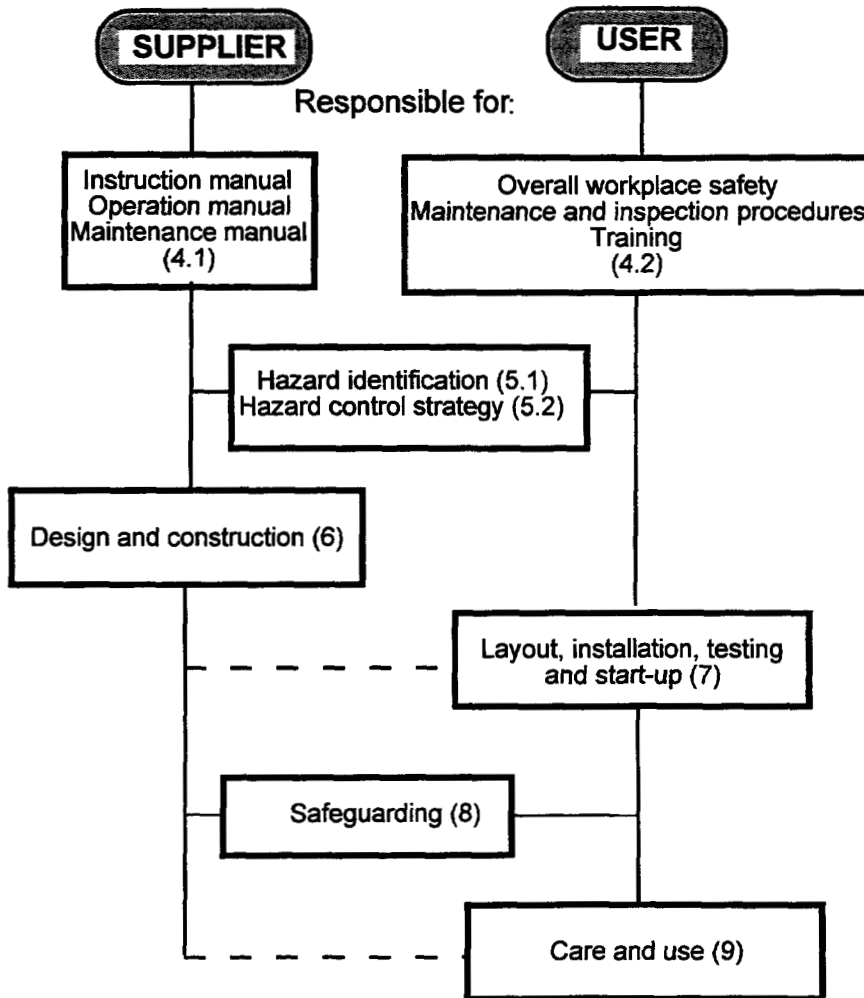 SUPPLIER
USER
Responsible for:
Instruction manual
Operation manual
Maintenance manual
(4.1)
Overall workplace safety
Maintenance and inspection procedures
Training
(4.2)
Hazard identification (5.1)
Hazard control strategy (5.2)
Design and construction (6)
Layout, installation, testing
and start-up (7)
Safeguarding (8)
Care and use (9)